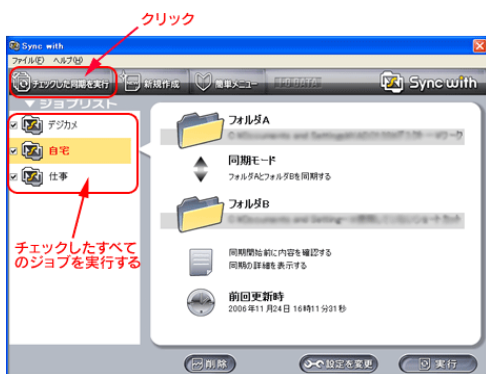 クリック
Sync with
ファイル(F) ヘルプ(H)
チェックした同期を実行 新規作成 簡単メニュー I-O DATA Sync with
▼ジョブリスト
デジカメ
自宅
仕事
チェックしたすべて
のジョブを実行する
フォルダA
同期モード
フォルダAとフォルダBを同期する
フォルダB
同期開始前に内容を確認する
同期の詳細を表示する
前回更新時
2006年11月24日 16時11分31秒
削除 設定を変更 実行